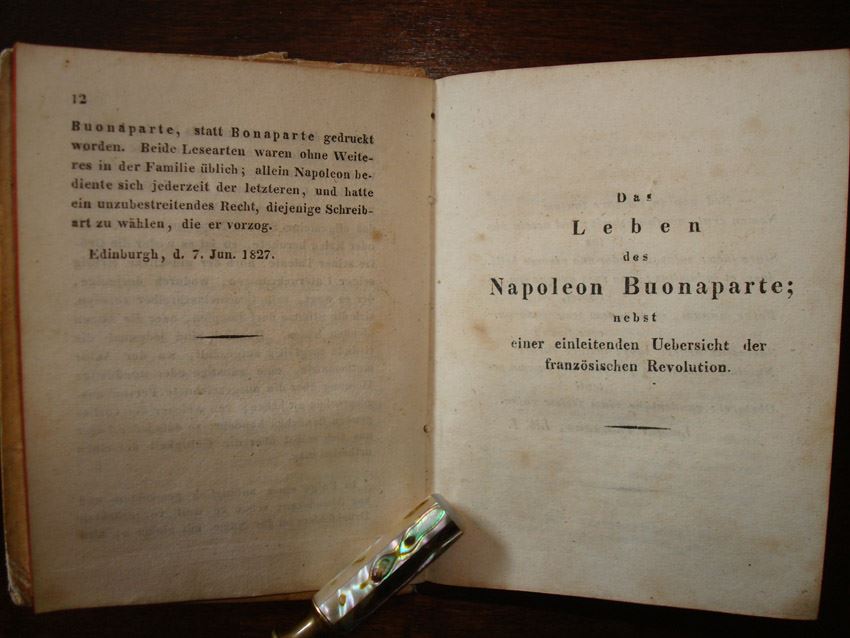 12
Buonaparte, statt Bonaparte gedruckt
worden. Beide Lesearten waren ohne Weite-
res in der Familie üblich; allein Napoleon be-
diente sich jederzeit der letzteren, und hatte
ein unzubestreitendes Recht, diejenige Schreib-
art zu wählen, die er vorzog.
Edinburgh, d. 7. Jun. 1827.
Das
Leben
des
Napoleon Buonaparte;
nebst
einer einleitenden Uebersicht der
französischen Revolution.